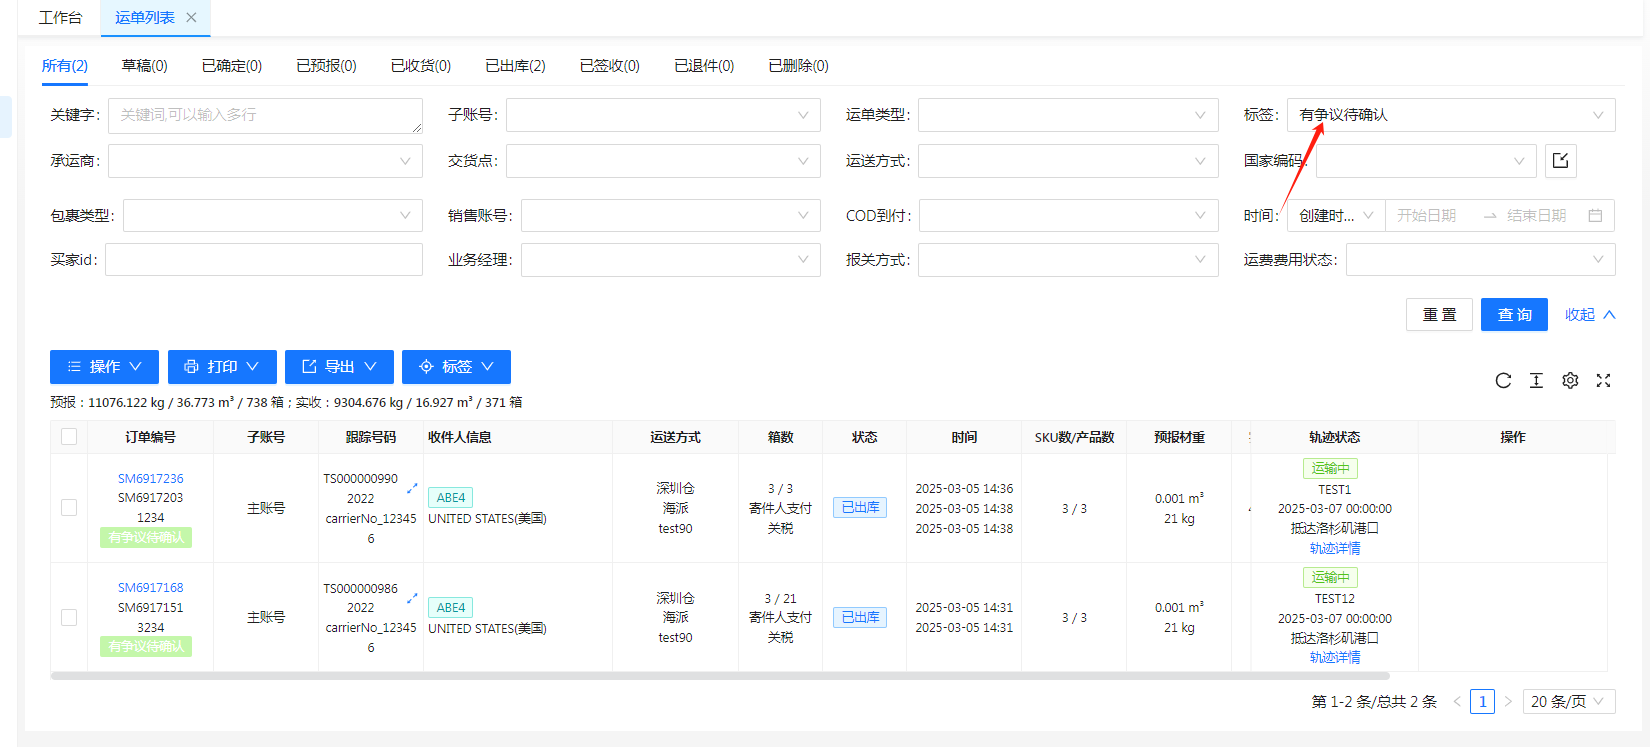 工作台 运单列表
所有(2) 草稿(0) 已确定(0) 已预报(0) 已收货(0) 已出库(2) 已签收(0) 已退件(0) 已删除(0)
关键字: 关键词,可以输入多行 子账号: 运单类型: 标签: 有争议待确认
承运商: 交货点: 运送方式: 国家编码:
包裹类型: 销售账号: COD到付: 时间: 创建时... 开始日期 结束日期
买家id: 业务经理: 报关方式: 运费费用状态:
重置 查询 收起
操作 打印 导出 标签
预报 : 11076.122 kg / 36.773 m³ / 738 箱 ; 实收 : 9304.676 kg / 16.927 m³ / 371 箱
订单编号 子账号 跟踪号码 收件人信息 运送方式 箱数 状态 时间 SKU数/产品数 预报材重 轨迹状态 操作
SM6917236
SM6917203
1234
有争议待确认
主账号
TS000000990
2022
carrierNo_12345
6
ABE4
UNITED STATES(美国)
深圳仓
海派
test90
3 / 3
寄件人支付
关税
已出库
2025-03-05 14:36
2025-03-05 14:38
2025-03-05 14:38
3 / 3
0.001 m³
21 kg
运输中
TEST1
2025-03-07 00:00:00
抵达洛杉矶港口
轨迹详情
SM6917168
SM6917151
3234
有争议待确认
主账号
TS000000986
2022
carrierNo_12345
6
ABE4
UNITED STATES(美国)
深圳仓
海派
test90
3 / 21
寄件人支付
关税
已出库
2025-03-05 14:31
2025-03-05 14:31
3 / 3
0.001 m³
21 kg
运输中
TEST12
2025-03-07 00:00:00
抵达洛杉矶港口
轨迹详情
第 1-2 条/总共 2 条 1 20 条/页